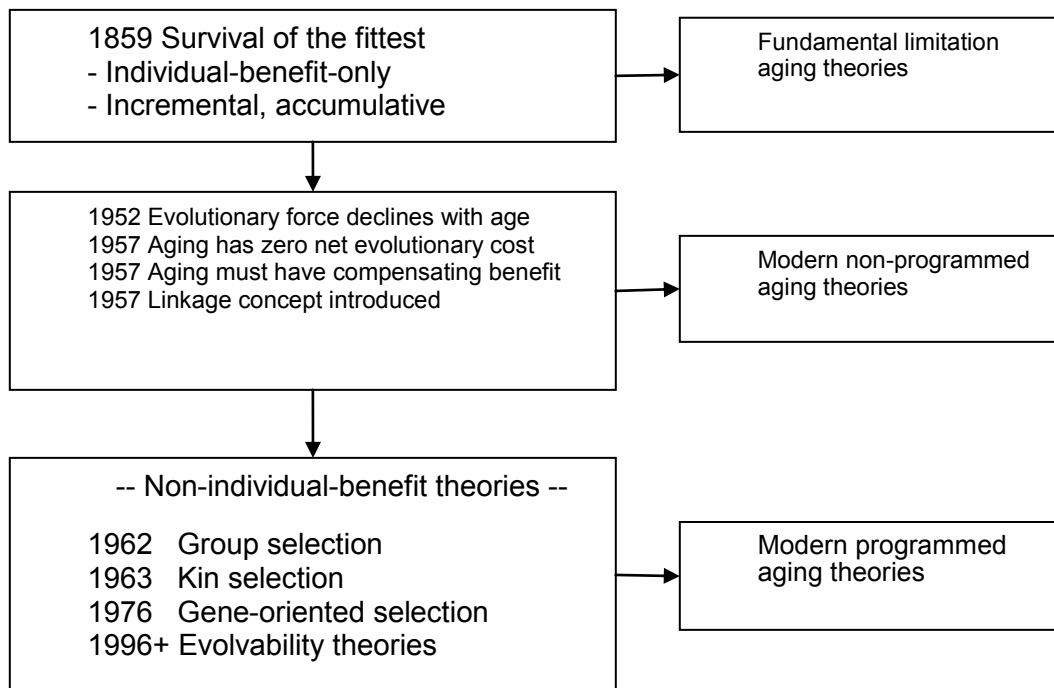 1859 Survival of the fittest
- Individual-benefit-only
- Incremental, accumulative
Fundamental limitation
aging theories
1952 Evolutionary force declines with age
1957 Aging has zero net evolutionary cost
1957 Aging must have compensating benefit
1957 Linkage concept introduced
Modern non-programmed
aging theories
-- Non-individual-benefit theories --
1962 Group selection
1963 Kin selection
1976 Gene-oriented selection
1996+ Evolvability theories
Modern programmed
aging theories